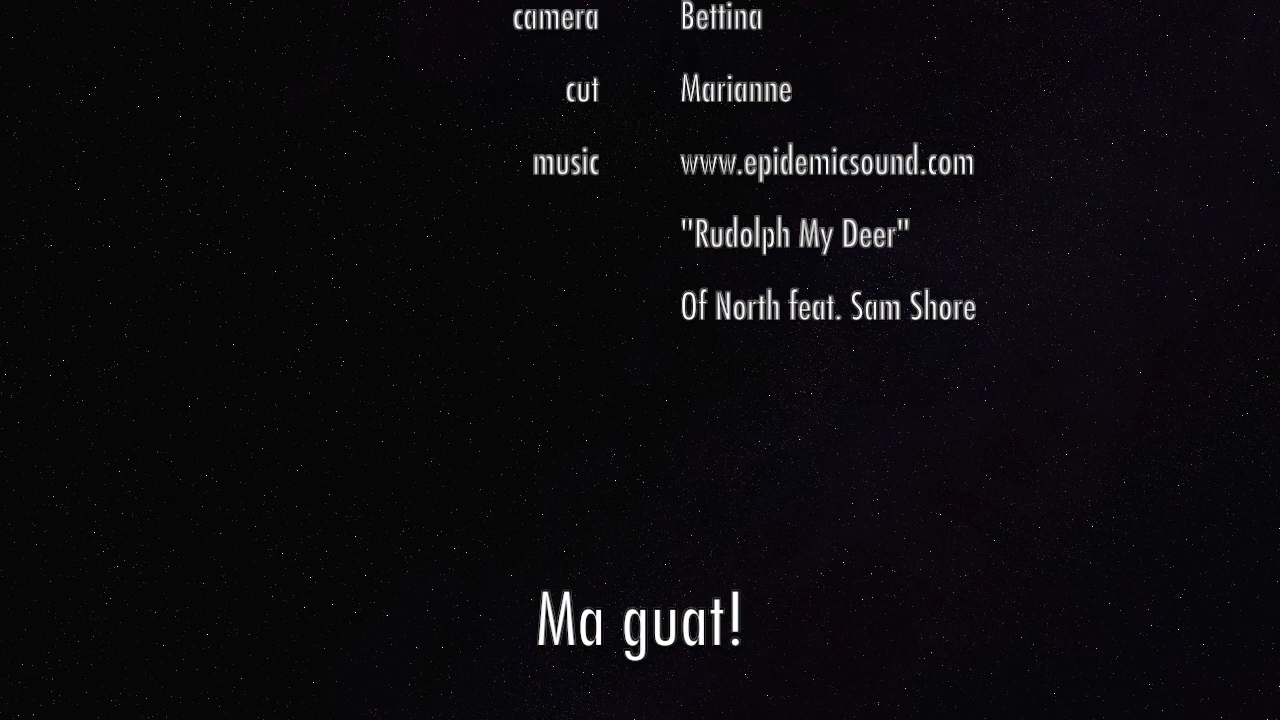 camera Bettina
cut Marianne
music www.epidemicsound.com
"Rudolph My Deer"
Of North feat. Sam Shore
Ma guat!